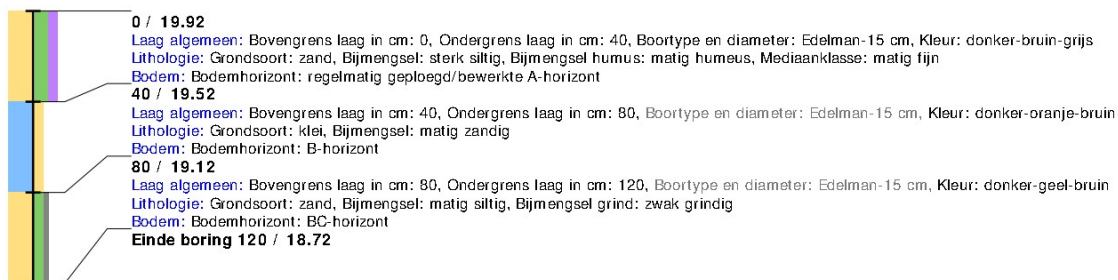 0 / 19.92
Laag algemeen: Bovengrens laag in cm: 0, Ondergrens laag in cm: 40, Boortype en diameter: Edelman-15 cm, Kleur: donker-bruin-grijs
Lithologie: Grondsoort: zand, Bijmengsel: sterk siltig, Bijmengsel humus: matig humeus, Mediaanklasse: matig fijn
Bodem: Bodemhorizont: regelmatig geploegd/bewerkte A-horizont
40 / 19.52
Laag algemeen: Bovengrens laag in cm: 40, Ondergrens laag in cm: 80, Boortype en diameter: Edelman-15 cm, Kleur: donker-oranje-bruin
Lithologie: Grondsoort: klei, Bijmengsel: matig zandig
Bodem: Bodemhorizont: B-horizont
80 / 19.12
Laag algemeen: Bovengrens laag in cm: 80, Ondergrens laag in cm: 120, Boortype en diameter: Edelman-15 cm, Kleur: donker-geel-bruin
Lithologie: Grondsoort: zand, Bijmengsel: matig siltig, Bijmengsel grind: zwak grindig
Bodem: Bodemhorizont: BC-horizont
Einde boring 120 / 18.72